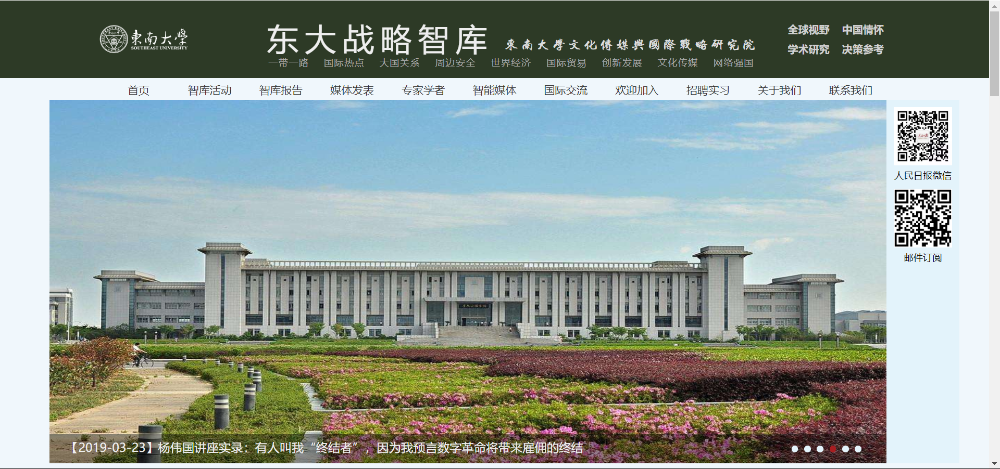 東南大學
SOUTHEAST UNIVERSITY
东大战略智库
東南大學文化傳媒與國際戰略研究院
全球视野 中国情怀
学术研究 决策参考
一带一路 国际热点 大国关系 周边安全 世界经济 国际贸易 创新发展 文化传媒 网络强国
首页 智库活动 智库报告 媒体发表 专家学者 智能媒体 国际交流 欢迎加入 招聘实习 关于我们 联系我们
人民日报
人民日报微信
邮件订阅
【2019-03-23】杨伟国讲座实录：有人叫我“终结者”，因为我预言数字革命将带来雇佣的终结